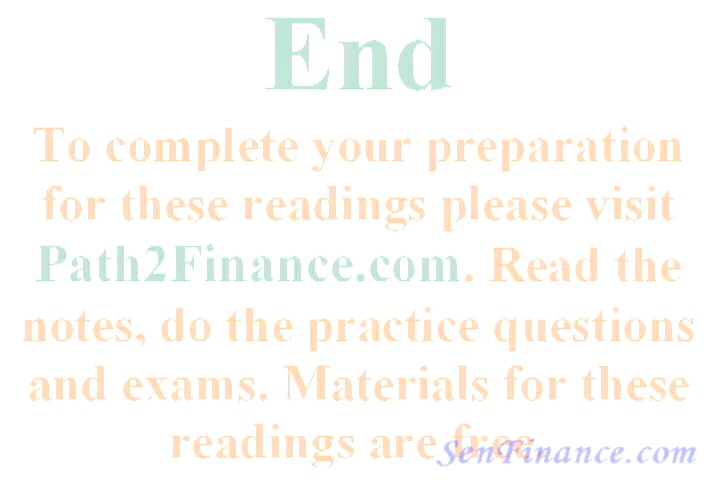 End
To complete your preparation
for these readings please visit
Path2Finance.com. Read the
notes, do the practice questions
and exams. Materials for these
readings are free.
SenFinance.com